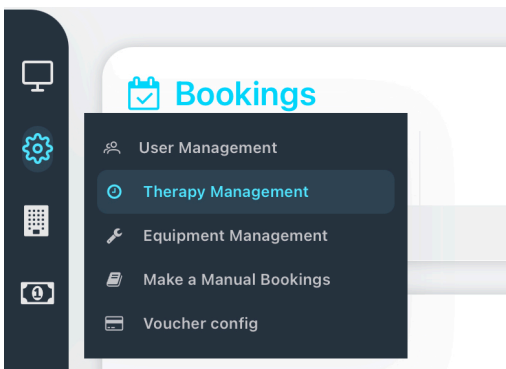 Bookings
User Management
Therapy Management
Equipment Management
Make a Manual Bookings
Voucher config